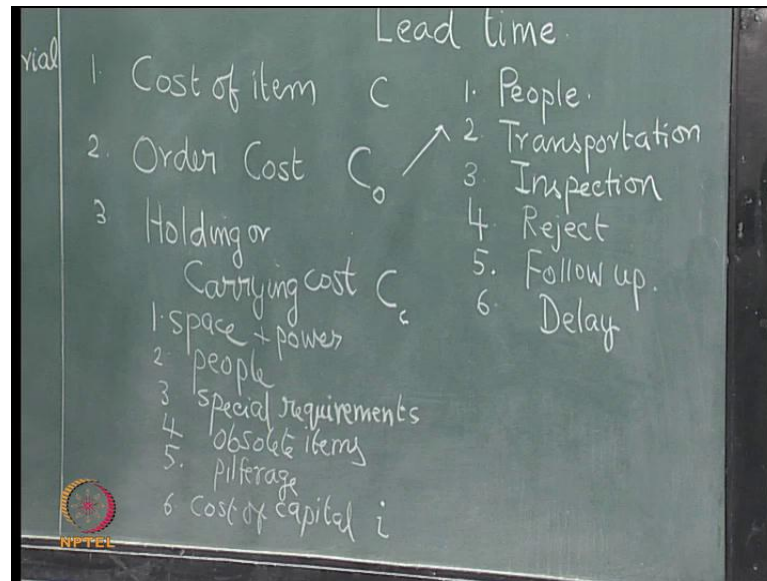 Lead time.
rial
1. Cost of item C
2. Order Cost C₀
3 Holding or
Carrying cost C꜀
1. space + power
2. people
3 special requirements
4 obsolete items
5. pilferage
6 cost of capital i
1. People.
2. Transportation
3. Inspection
4 Reject
5. Follow up.
6. Delay
NPTEL